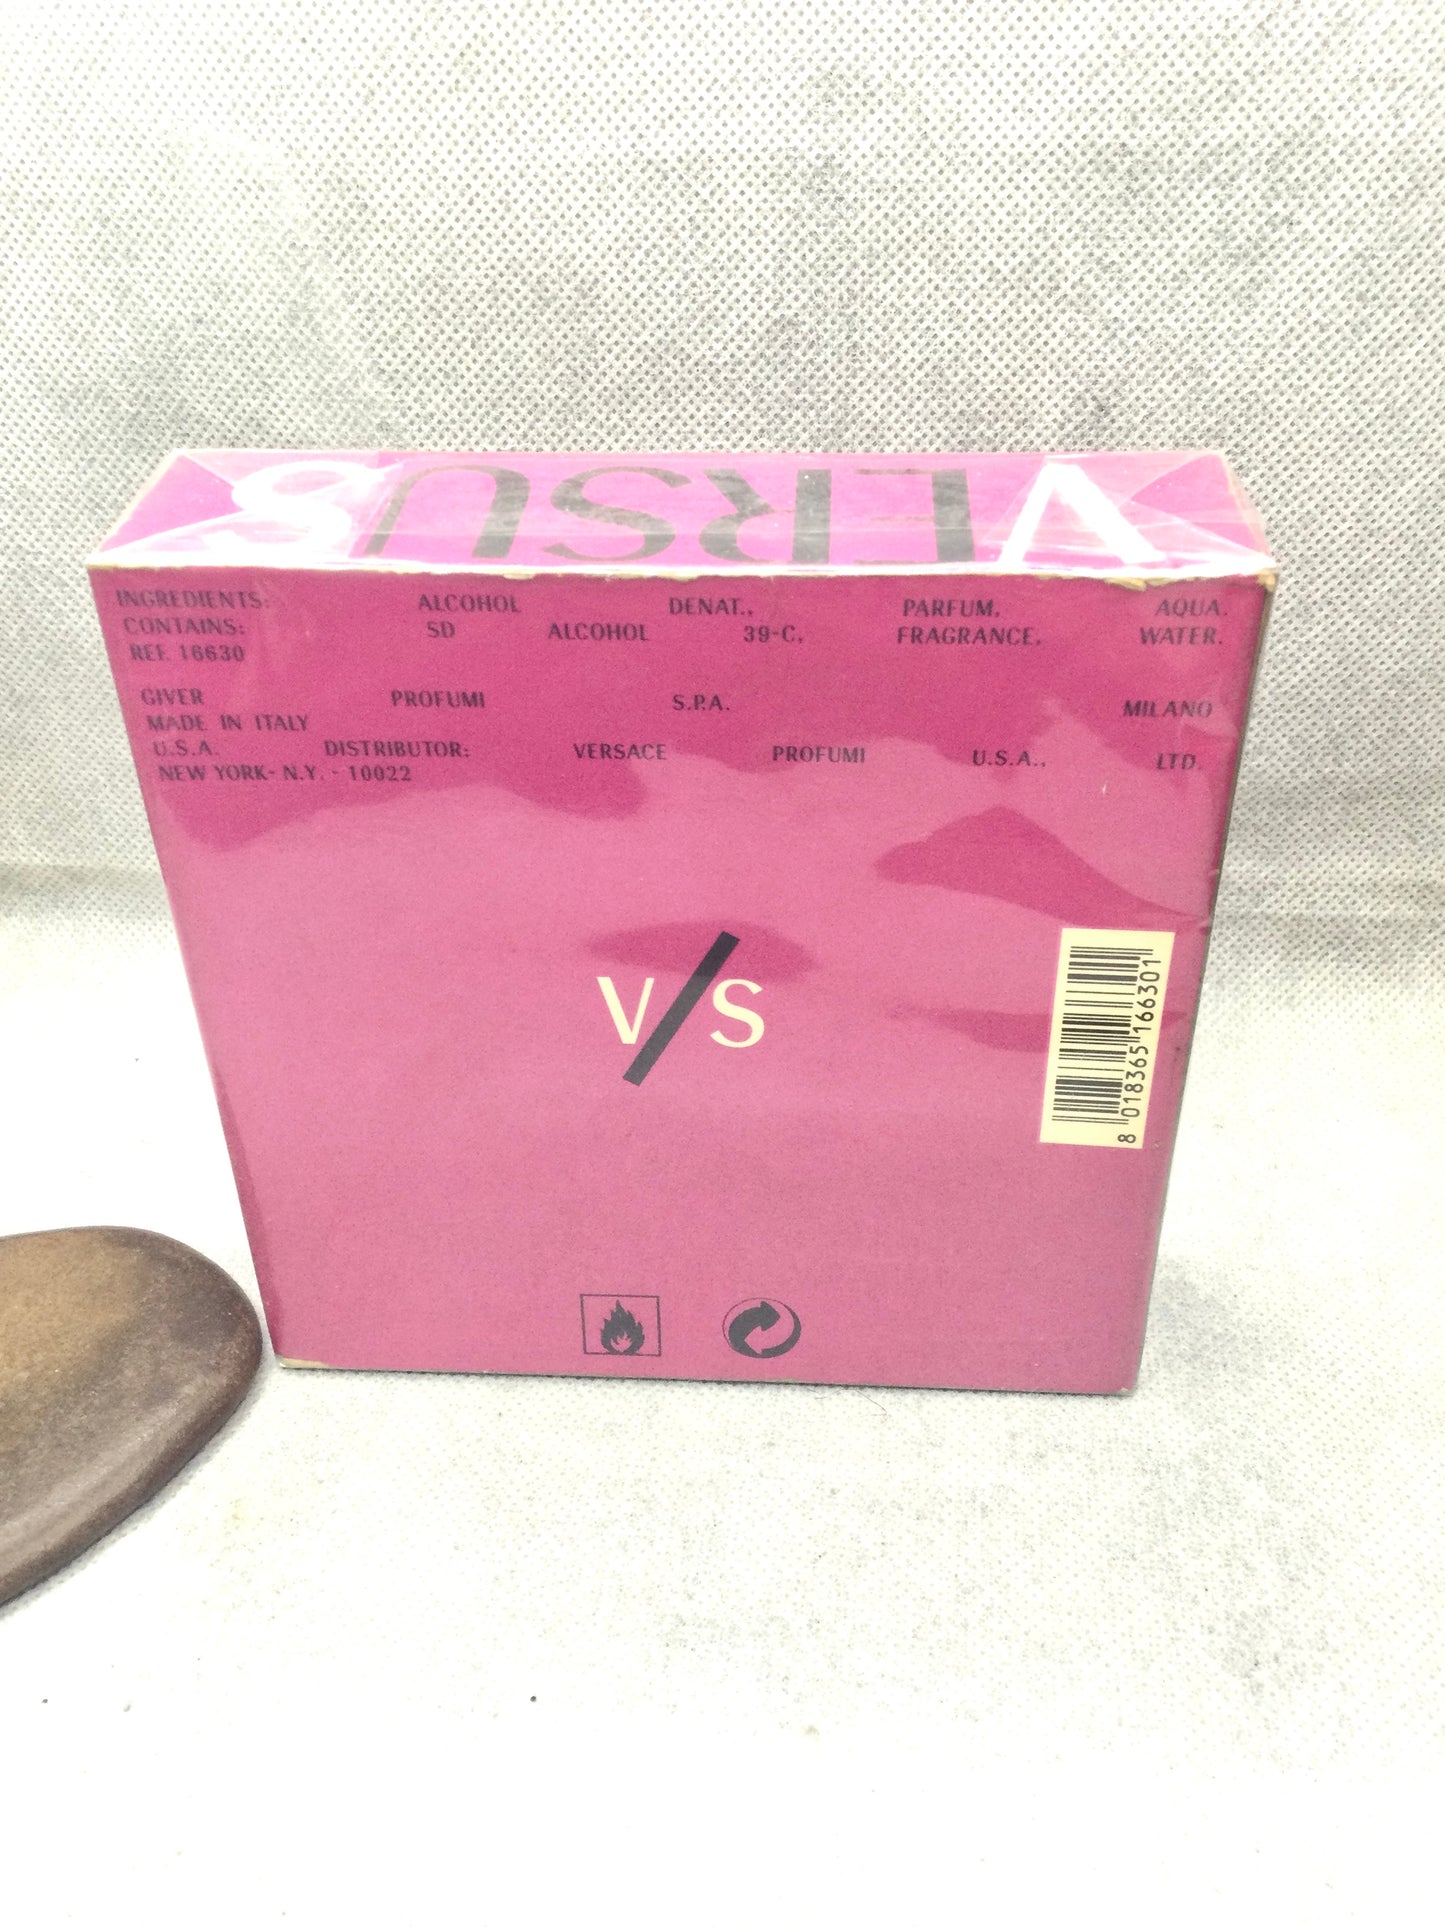 VERSUS
INGREDIENTS: ALCOHOL DENAT., PARFUM, AQUA.
CONTAINS: SD ALCOHOL 39-C, FRAGRANCE, WATER.
REF. 16630
GIVER PROFUMI S.P.A. MILANO
MADE IN ITALY
U.S.A. DISTRIBUTOR: VERSACE PROFUMI U.S.A., LTD.
NEW YORK- N.Y. - 10022
V/S
8 018365 166301